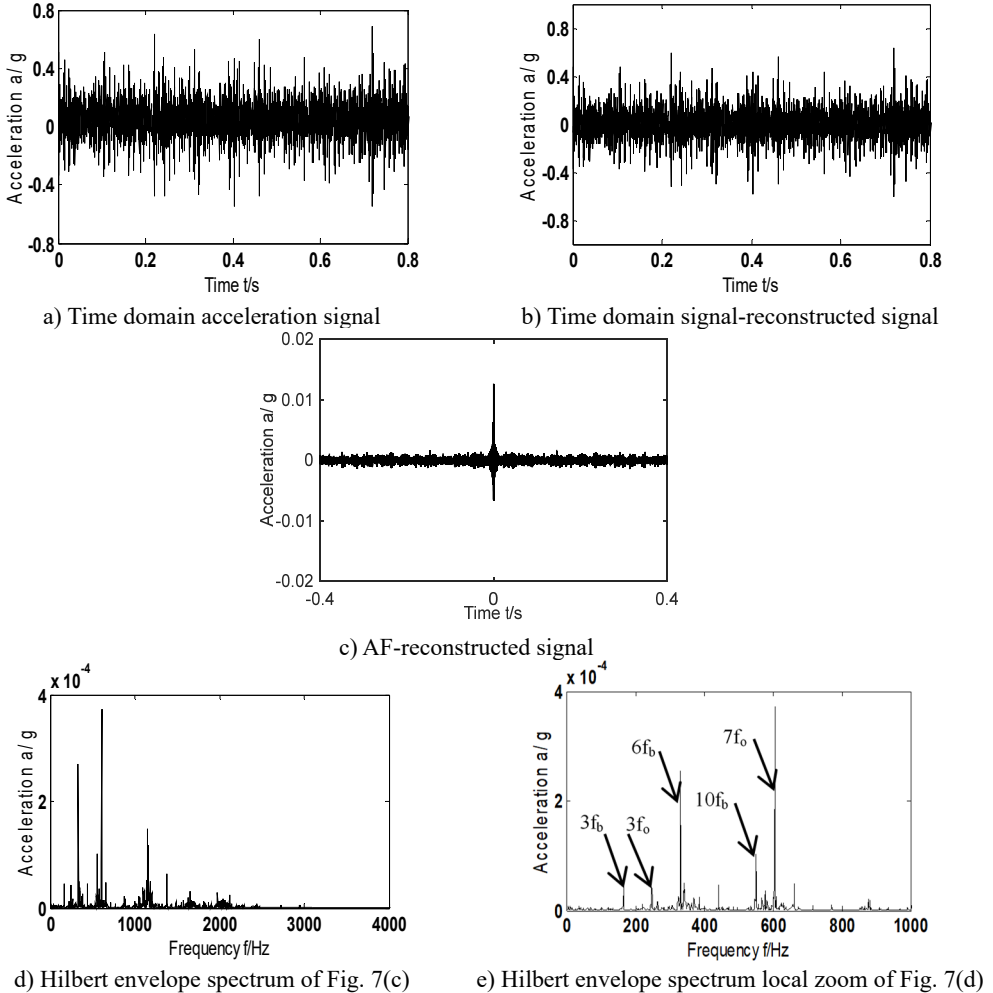 0.8
0.4
0
-0.4
-0.8
Acceleration a/ g
0 0.2 0.4 0.6 0.8
Time t/s
a) Time domain acceleration signal
0.8
0.4
0
-0.4
-0.8
Acceleration a/ g
0 0.2 0.4 0.6 0.8
Time t/s
b) Time domain signal-reconstructed signal
0.02
0.01
0
-0.01
-0.02
Acceleration a/ g
-0.4 0 0.4
Time t/s
c) AF-reconstructed signal
x 10-4
4
2
0
Acceleration a/ g
0 1000 2000 3000 4000
Frequency f/Hz
d) Hilbert envelope spectrum of Fig. 7(c)
x 10-4
4
2
0
Acceleration a/ g
7fo
6fb
10fb
3fb
3fo
0 200 400 600 800 1000
Frequency f/Hz
e) Hilbert envelope spectrum local zoom of Fig. 7(d)